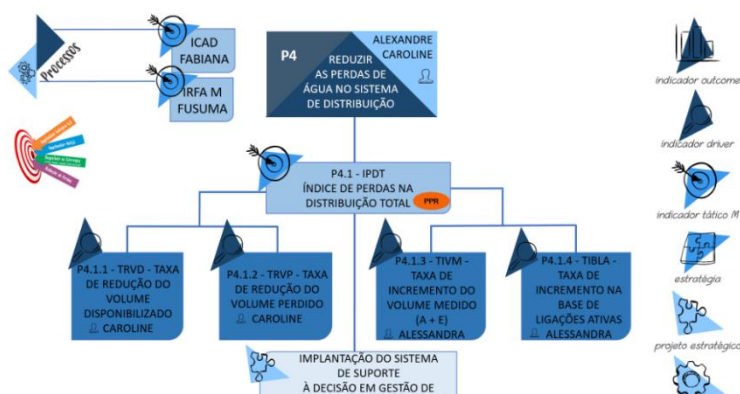 Processos
ICAD
FABIANA
IRFA M
FUSUMA
P4
ALEXANDRE
CAROLINE
REDUZIR
AS PERDAS DE
ÁGUA NO SISTEMA
DE DISTRIBUIÇÃO
P4.1 - IPDT
ÍNDICE DE PERDAS NA
DISTRIBUIÇÃO TOTAL
PPR
P4.1.1 - TRVD - TAXA
DE REDUÇÃO DO
VOLUME
DISPONIBILIZADO
CAROLINE
P4.1.2 - TRVP - TAXA
DE REDUÇÃO DO
VOLUME PERDIDO
CAROLINE
P4.1.3 - TIVM -
TAXA DE
INCREMENTO DO
VOLUME MEDIDO
(A + E)
ALESSANDRA
P4.1.4 - TIBLA -
TAXA DE
INCREMENTO NA
BASE DE
LIGAÇÕES ATIVAS
ALESSANDRA
IMPLANTAÇÃO DO SISTEMA
DE SUPORTE
À DECISÃO EM GESTÃO DE
indicador outcome
indicador driver
indicador tático M
estratégia
projeto estratégico